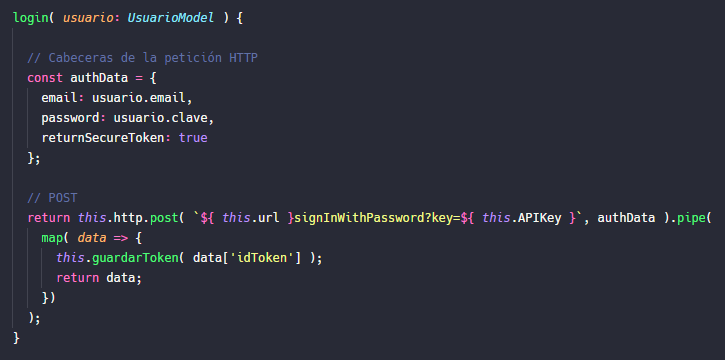 login( usuario: UsuarioModel ) {
// Cabeceras de la petición HTTP
const authData = {
email: usuario.email,
password: usuario.clave,
returnSecureToken: true
};
// POST
return this.http.post( `${ this.url }signInWithPassword?key=${ this.APIKey }`, authData ).pipe(
map( data => {
this.guardarToken( data['idToken'] );
return data;
})
);
}